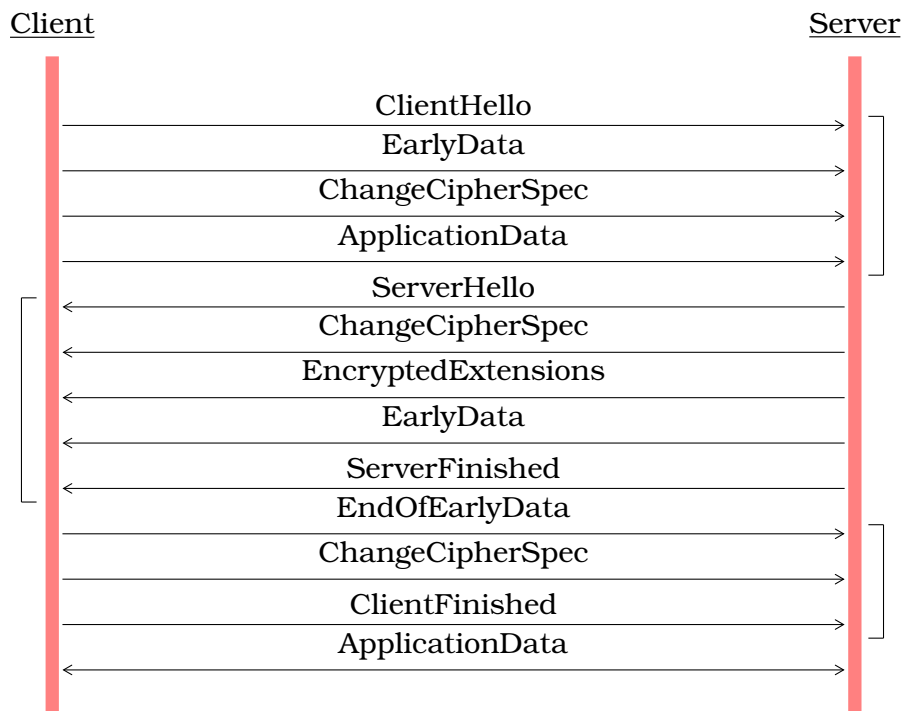 Client Server
ClientHello
EarlyData
ChangeCipherSpec
ApplicationData
ServerHello
ChangeCipherSpec
EncryptedExtensions
EarlyData
ServerFinished
EndOfEarlyData
ChangeCipherSpec
ClientFinished
ApplicationData